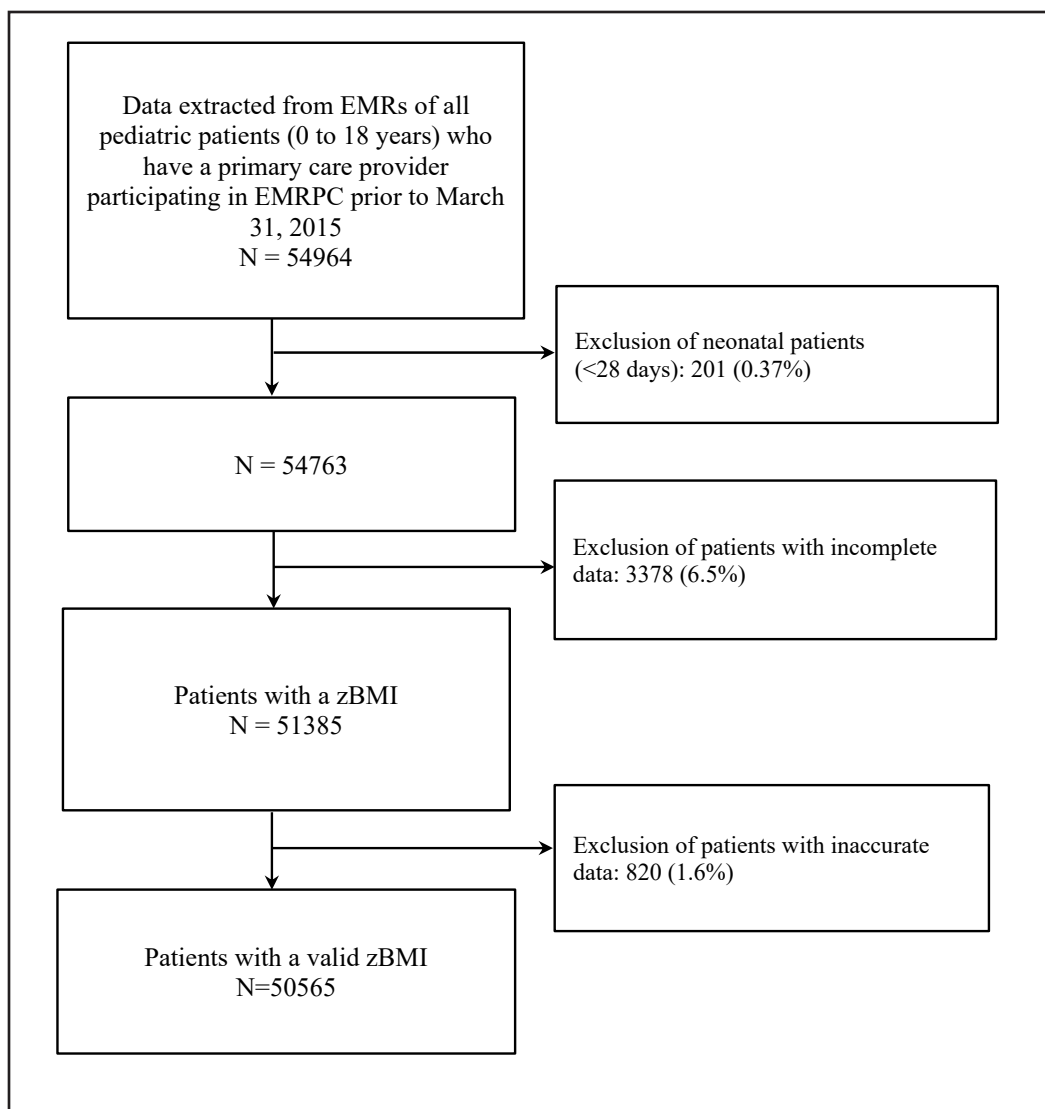 Data extracted from EMRs of all
pediatric patients (0 to 18 years) who
have a primary care provider
participating in EMRPC prior to March
31, 2015
N = 54964
Exclusion of neonatal patients
(<28 days): 201 (0.37%)
N = 54763
Exclusion of patients with incomplete
data: 3378 (6.5%)
Patients with a zBMI
N = 51385
Exclusion of patients with inaccurate
data: 820 (1.6%)
Patients with a valid zBMI
N=50565